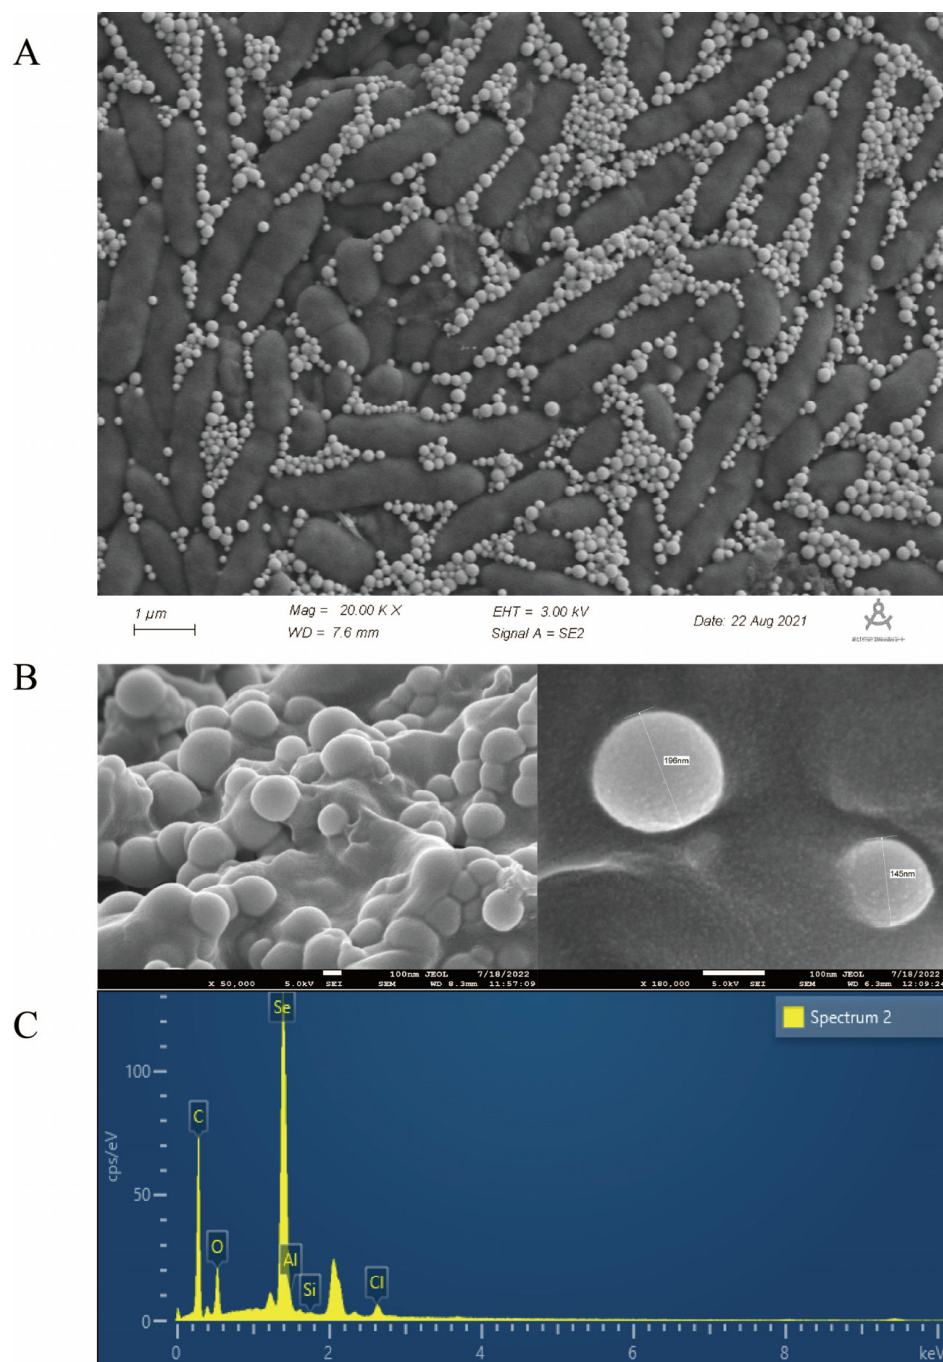 A
1 µm
Mag = 20.00 K X
EHT = 3.00 kV
Date: 22 Aug 2021
WD = 7.6 mm
Signal A = SE2
B
196nm
145nm
100nm JEOL 7/18/2022
X 50,000 5.0kV SEI SEM WD 8.3mm 11:57:09
100nm JEOL 7/18/2022
X 180,000 5.0kV SEI SEM WD 6.3mm 12:09:24
C
Se
Spectrum 2
100
C
cps/eV
50
O
Al
Si
Cl
0
0 2 4 6 8 keV